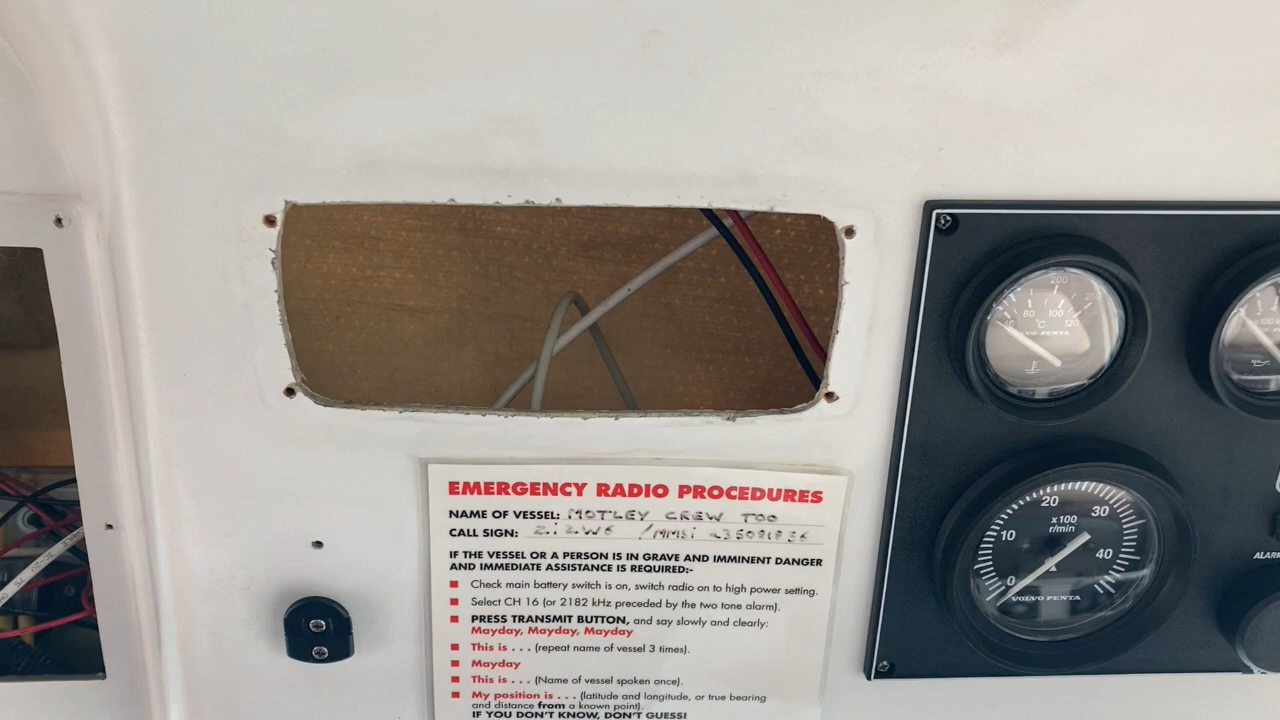 EMERGENCY RADIO PROCEDURES
NAME OF VESSEL: MOTLEY CREW TOO
CALL SIGN: 2.i.2.W6 /MMSi
IF THE VESSEL OR A PERSON IS IN GRAVE AND IMMINENT DANGER
AND IMMEDIATE ASSISTANCE IS REQUIRED:-
Check main battery switch is on, switch radio on to high power setting.
Select CH 16 (or 2182 kHz preceded by the two tone alarm).
PRESS TRANSMIT BUTTON, and say slowly and clearly:
Mayday, Mayday, Mayday
This is . . . (repeat name of vessel 3 times).
Mayday
This is . . . (Name of vessel spoken once).
My position is . . . (latitude and longitude, or true bearing
and distance from a known point).
IF YOU DON'T KNOW, DON'T GUESS!
200
80 100
120
°C
10 20 30 40
0
x100
r/min
VOLVO PENTA
ALARM